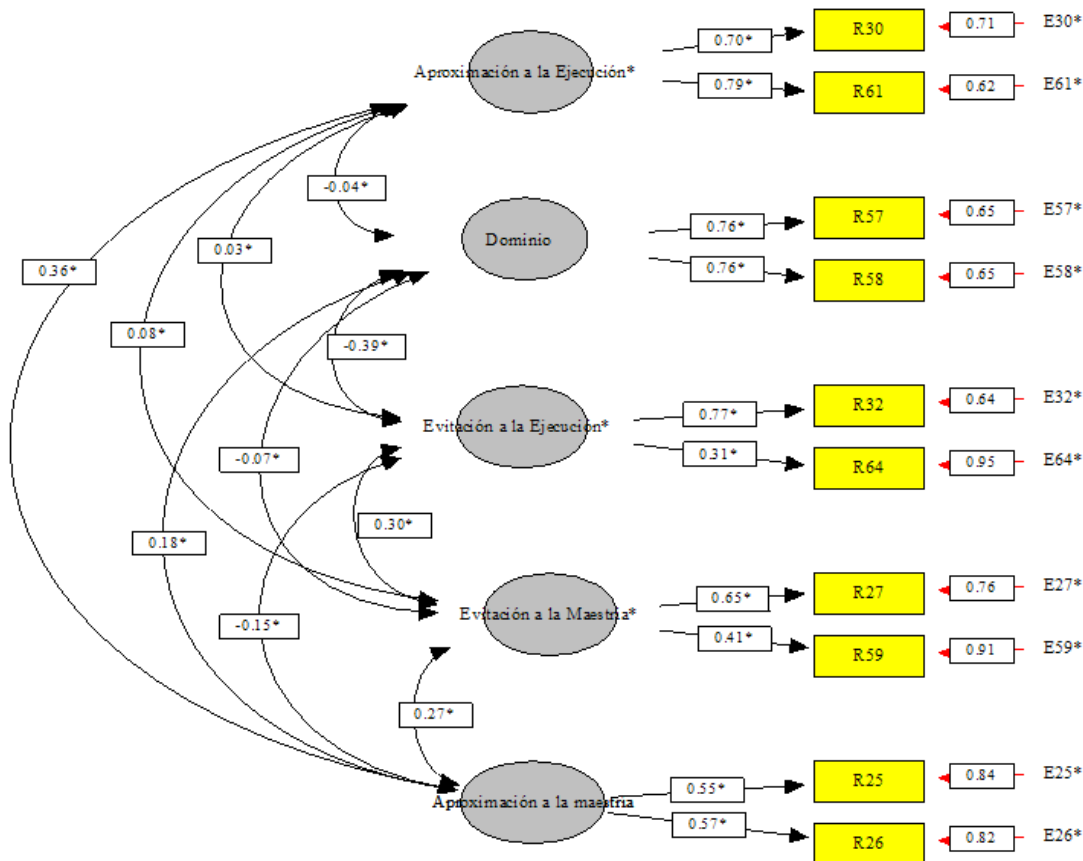 Aproximación a la Ejecución*
0.70*
R30
0.71
E30*
0.79*
R61
0.62
E61*
-0.04*
Dominio
0.76*
R57
0.65
E57*
0.76*
R58
0.65
E58*
0.03*
0.36*
0.08*
-0.39*
Evitación a la Ejecución*
0.77*
R32
0.64
E32*
0.31*
R64
0.95
E64*
-0.07*
0.30*
0.18*
Evitación a la Maestria*
0.65*
R27
0.76
E27*
0.41*
R59
0.91
E59*
-0.15*
0.27*
Aproximación a la maestria
0.55*
R25
0.84
E25*
0.57*
R26
0.82
E26*